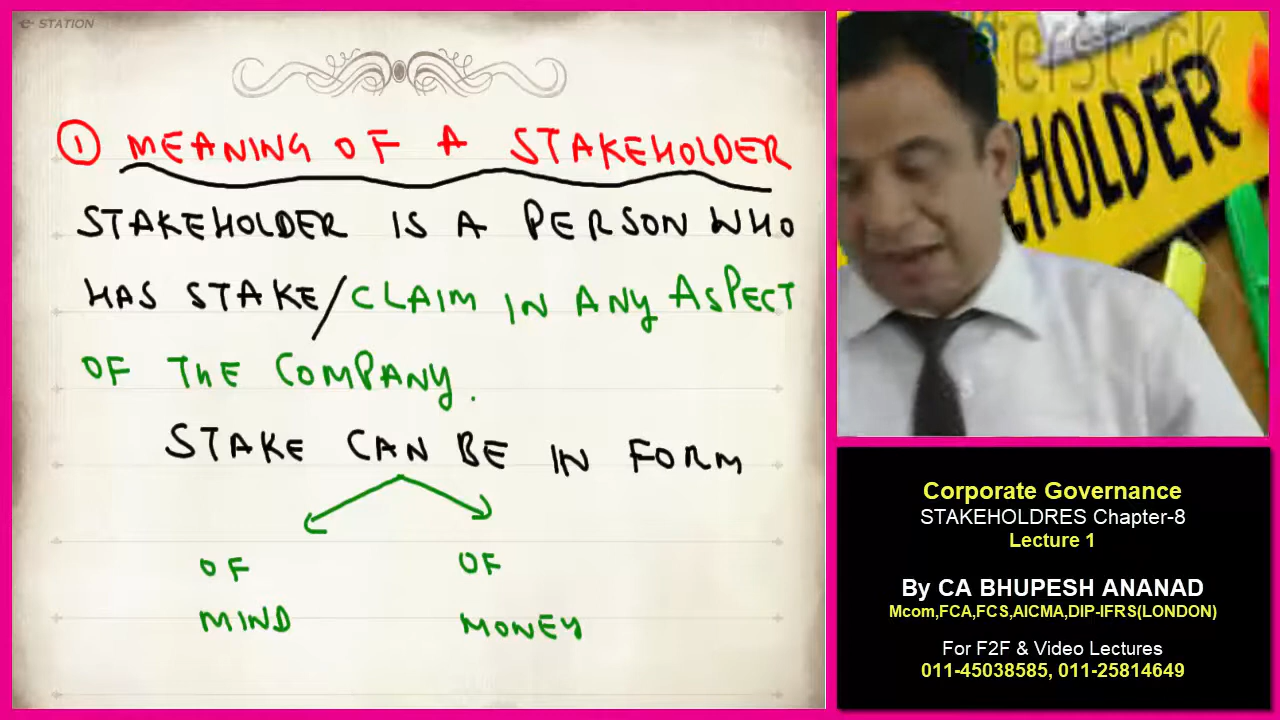 e-STATION
① MEANING OF A STAKEHOLDER
STAKEHOLDER IS A PERSON WHO
HAS STAKE/CLAIM IN ANY ASPECT
OF THE COMPANY.
STAKE CAN BE IN FORM
OF OF
MIND MONEY
terstock
EHOLDER
Corporate Governance
STAKEHOLDRES Chapter-8
Lecture 1
By CA BHUPESH ANANAD
Mcom,FCA,FCS,AICMA,DIP-IFRS(LONDON)
For F2F & Video Lectures
011-45038585, 011-25814649